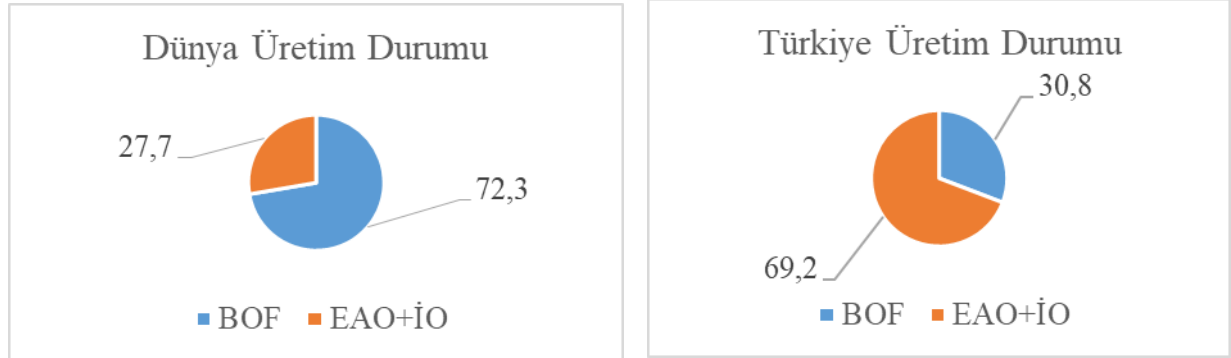 Dünya Üretim Durumu
27,7
72,3
BOF EAO+İO
Türkiye Üretim Durumu
30,8
69,2
BOF EAO+İO